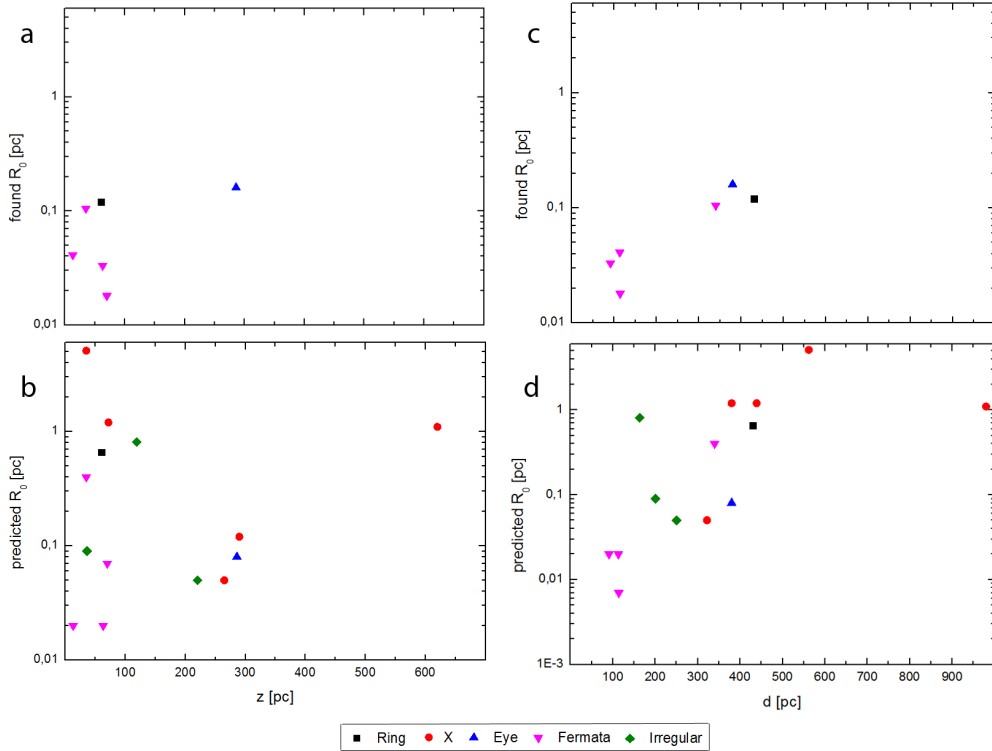 a
1
0,1
0,01
found R₀ [pc]
c
1
0,1
0,01
found R₀ [pc]
b
1
0,1
0,01
predicted R₀ [pc]
100 200 300 400 500 600
z [pc]
d
1
0,1
0,01
1E-3
predicted R₀ [pc]
100 200 300 400 500 600 700 800 900
d [pc]
Ring X Eye Fermata Irregular